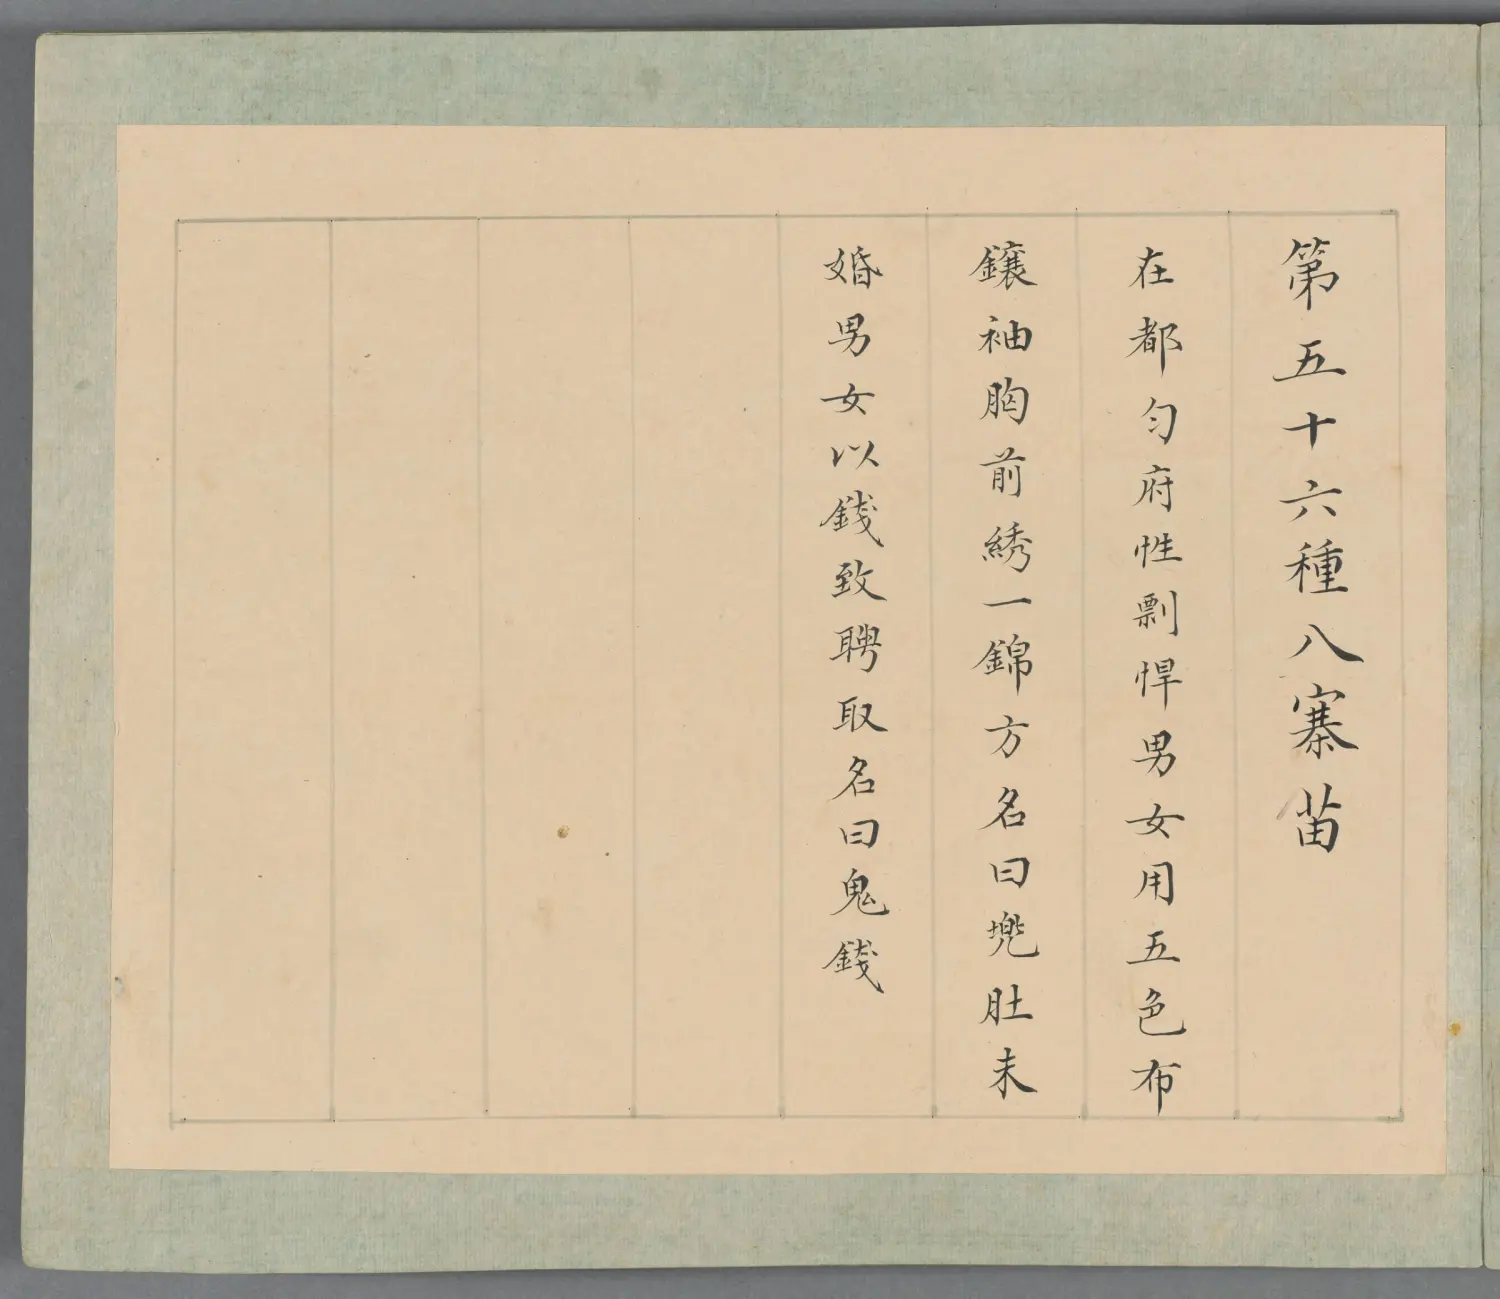 第五十六種八寨苗
在都匀府性剽悍男女用五色布
鑲袖胸前綉一錦方名曰兠肚未
婚男女以錢致聘取名曰鬼錢